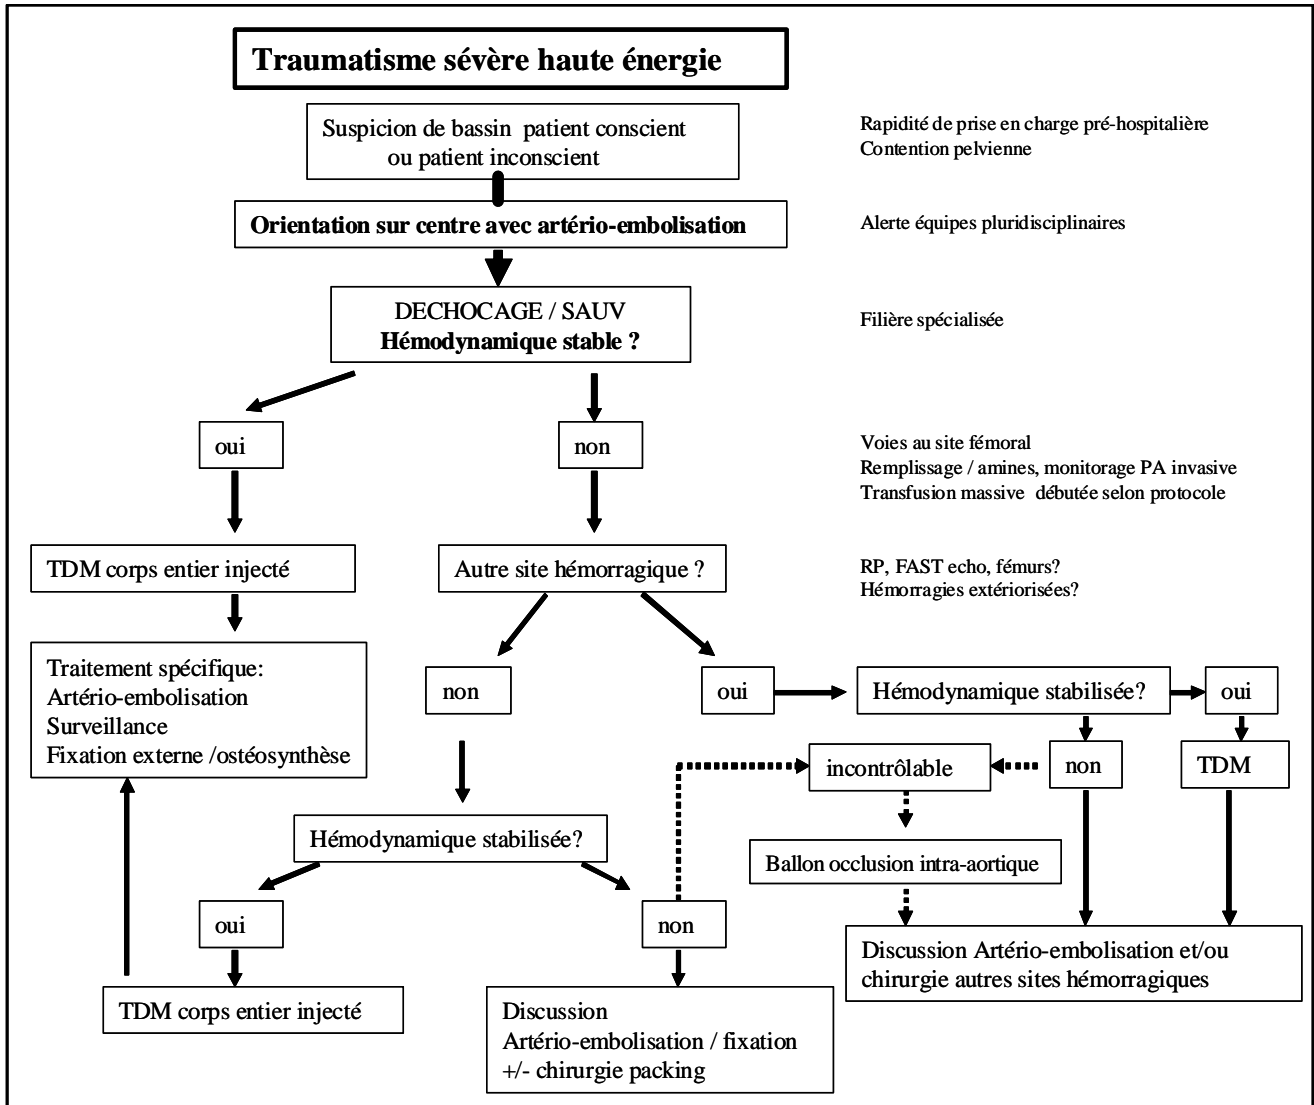 Traumatisme sévère haute énergie
Suspicion de bassin patient conscient
ou patient inconscient
Rapidité de prise en charge pré-hospitalière
Contention pelvienne
Orientation sur centre avec artério-embolisation
Alerte équipes pluridisciplinaires
DECHOCAGE / SAUV
Hémodynamique stable ?
Filière spécialisée
oui
non
Voies au site fémoral
Remplissage / amines, monitorage PA invasive
Transfusion massive débutée selon protocole
TDM corps entier injecté
Autre site hémorragique ?
RP, FAST echo, fémurs?
Hémorragies extériorisées?
Traitement spécifique:
Artério-embolisation
Surveillance
Fixation externe /ostéosynthèse
non
oui
Hémodynamique stabilisée?
oui
incontrôlable
non
TDM
Hémodynamique stabilisée?
Ballon occlusion intra-aortique
oui
non
Discussion Artério-embolisation et/ou
chirurgie autres sites hémorragiques
TDM corps entier injecté
Discussion
Artério-embolisation / fixation
+/- chirurgie packing